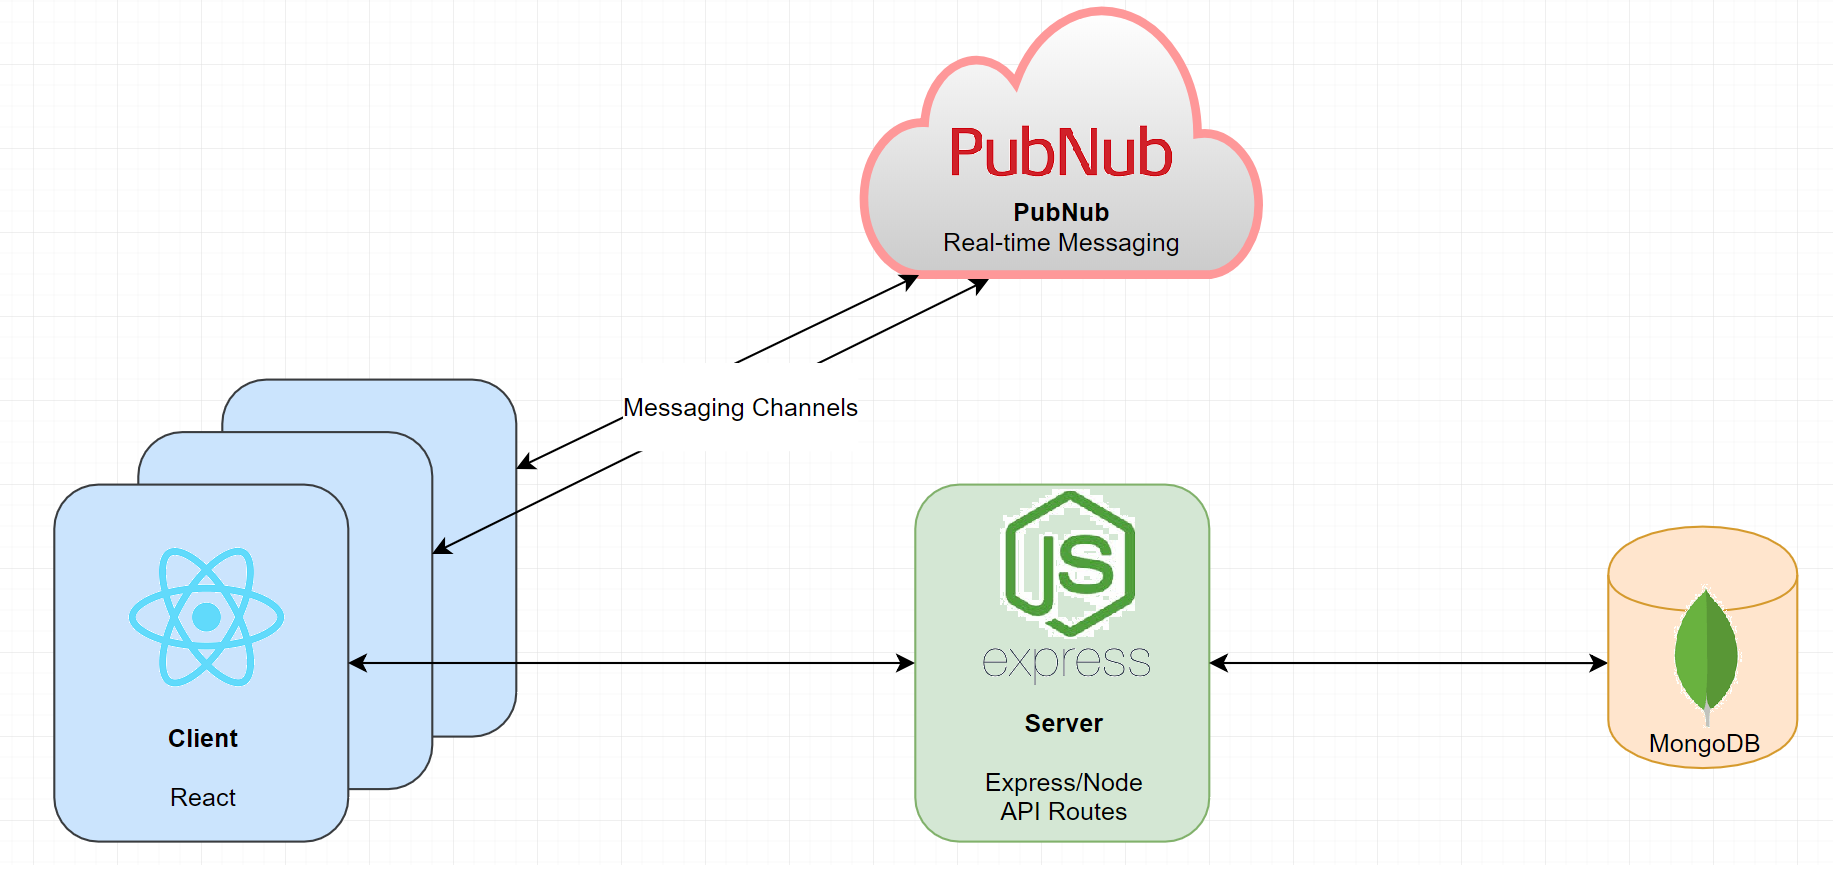 PubNub
PubNub
Real-time Messaging
Messaging Channels
JS
express
Client
React
Server
Express/Node
API Routes
MongoDB